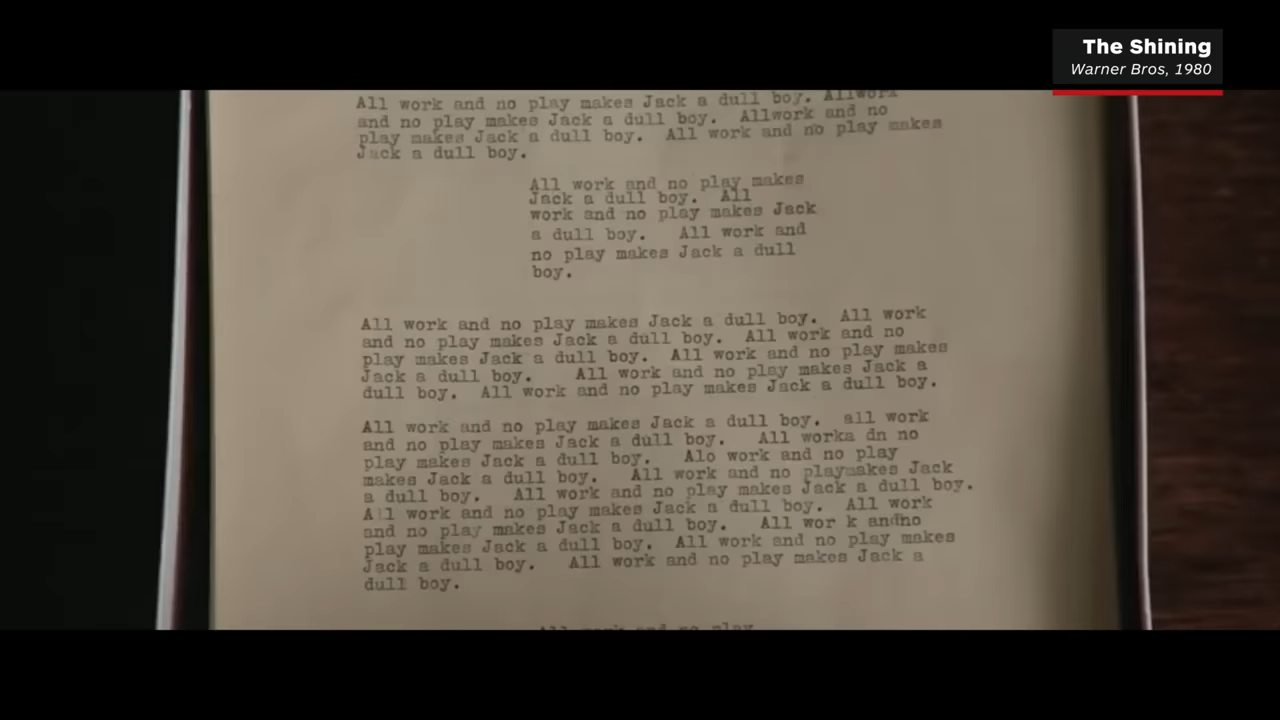 The Shining
Warner Bros, 1980
All work and no play makes Jack a dull boy. Allwork
and no play makes Jack a dull boy. Allwork and no
play makes Jack a dull boy. All work and no play makes
Jack a dull boy.
All work and no play makes
Jack a dull boy. All
work and no play makes Jack
a dull boy. All work and
no play makes Jack a dull
boy.
All work and no play makes Jack a dull boy. All work
and no play makes Jack a dull boy. All work and no
play makes Jack a dull boy. All work and no play makes
Jack a dull boy. All work and no play makes Jack a
dull boy. All work and no play makes Jack a dull boy.
All work and no play makes Jack a dull boy. all work
and no play makes Jack a dull boy. All worka dn no
play makes Jack a dull boy. Alo work and no play
makes Jack a dull boy. All work and no playmakes Jack
a dull boy. All work and no play makes Jack a dull boy.
All work and no play makes Jack a dull boy. All work
and no play makes Jack a dull boy. All wor k andno
play makes Jack a dull boy. All work and no play makes
Jack a dull boy. All work and no play makes Jack a
dull boy.
All work and no play